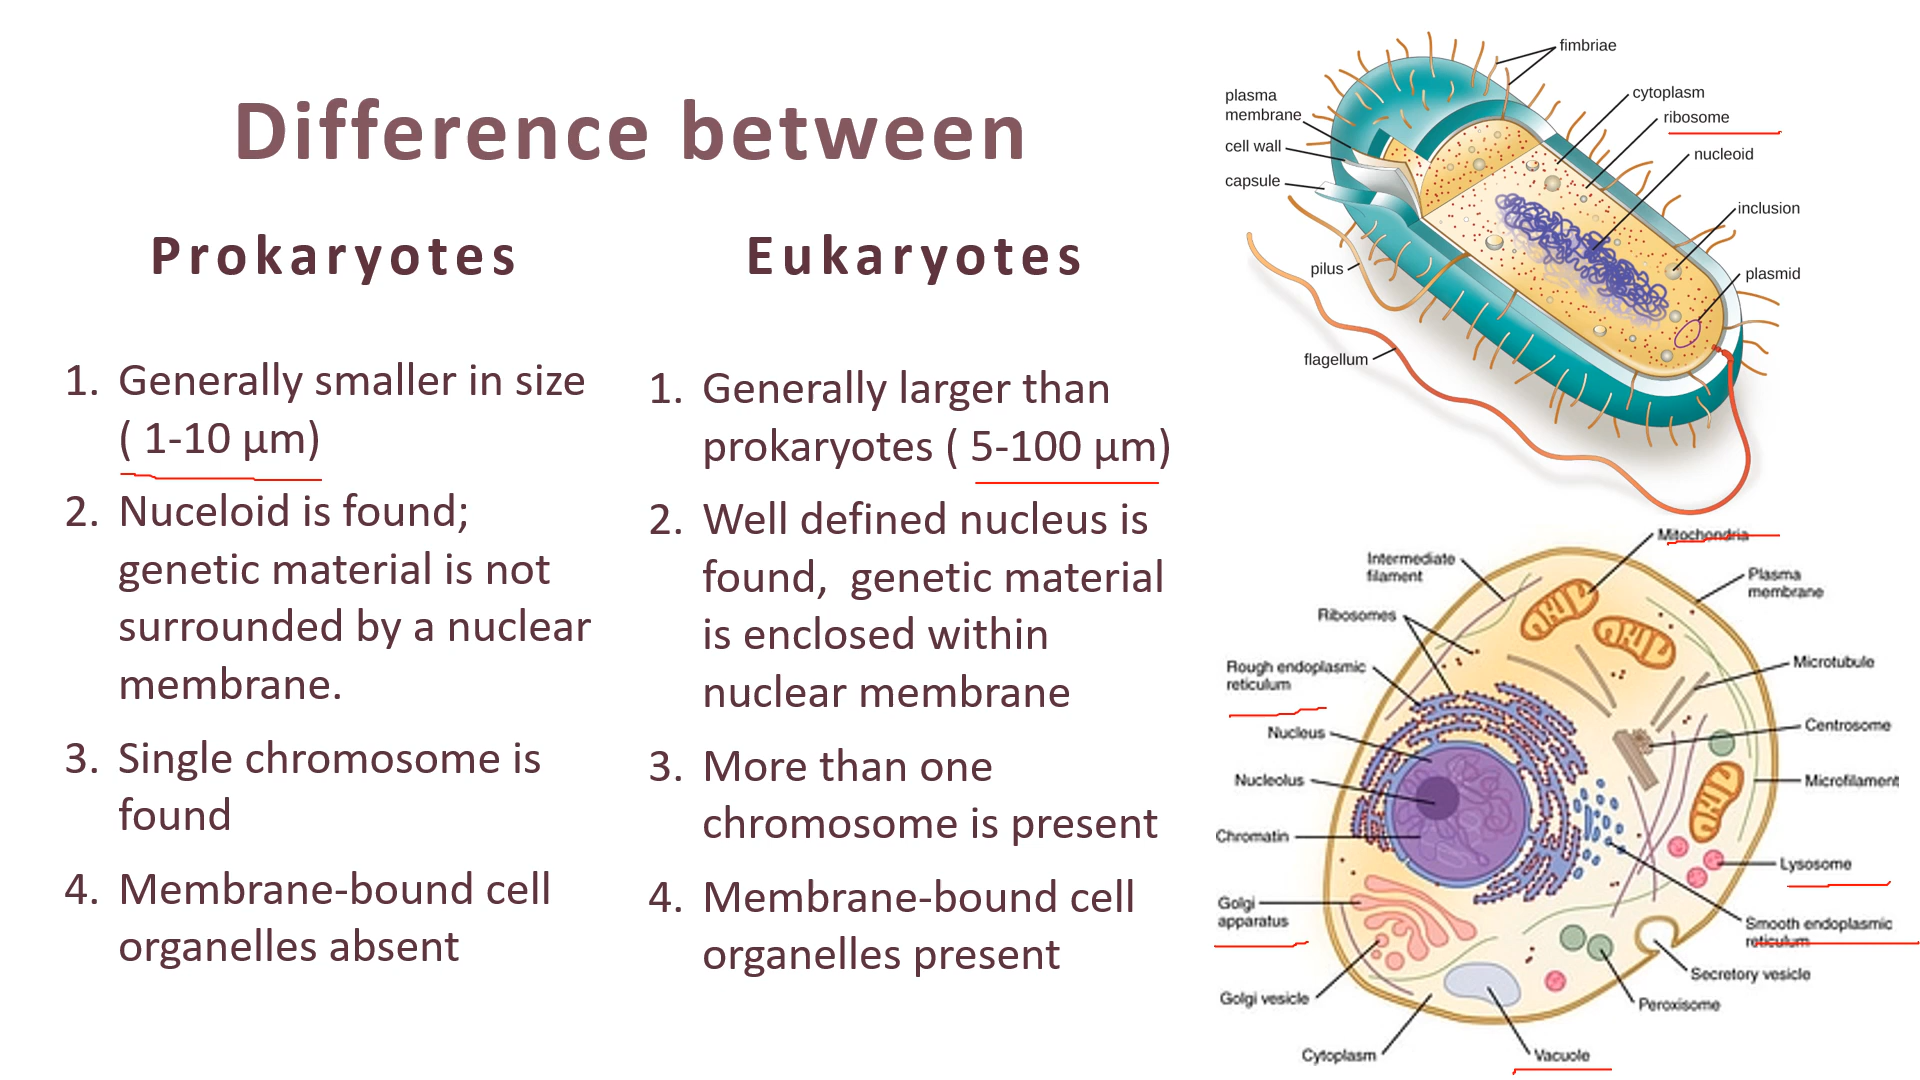 Difference between
Prokaryotes
1. Generally smaller in size
( 1-10 µm)
2. Nuceloid is found;
genetic material is not
surrounded by a nuclear
membrane.
3. Single chromosome is
found
4. Membrane-bound cell
organelles absent
Eukaryotes
1. Generally larger than
prokaryotes ( 5-100 µm)
2. Well defined nucleus is
found, genetic material
is enclosed within
nuclear membrane
3. More than one
chromosome is present
4. Membrane-bound cell
organelles present
fimbriae
cytoplasm
ribosome
nucleoid
inclusion
plasmid
plasma
membrane
cell wall
capsule
pilus
flagellum
Mitochondria
Intermediate
filament
Plasma
membrane
Ribosomes
Microtubule
Rough endoplasmic
reticulum
Nucleus
Centrosome
Nucleolus
Microfilament
Chromatin
Lysosome
Golgi
apparatus
Smooth endoplasmic
reticulum
Secretory vesicle
Golgi vesicle
Peroxisome
Cytoplasm
Vacuole